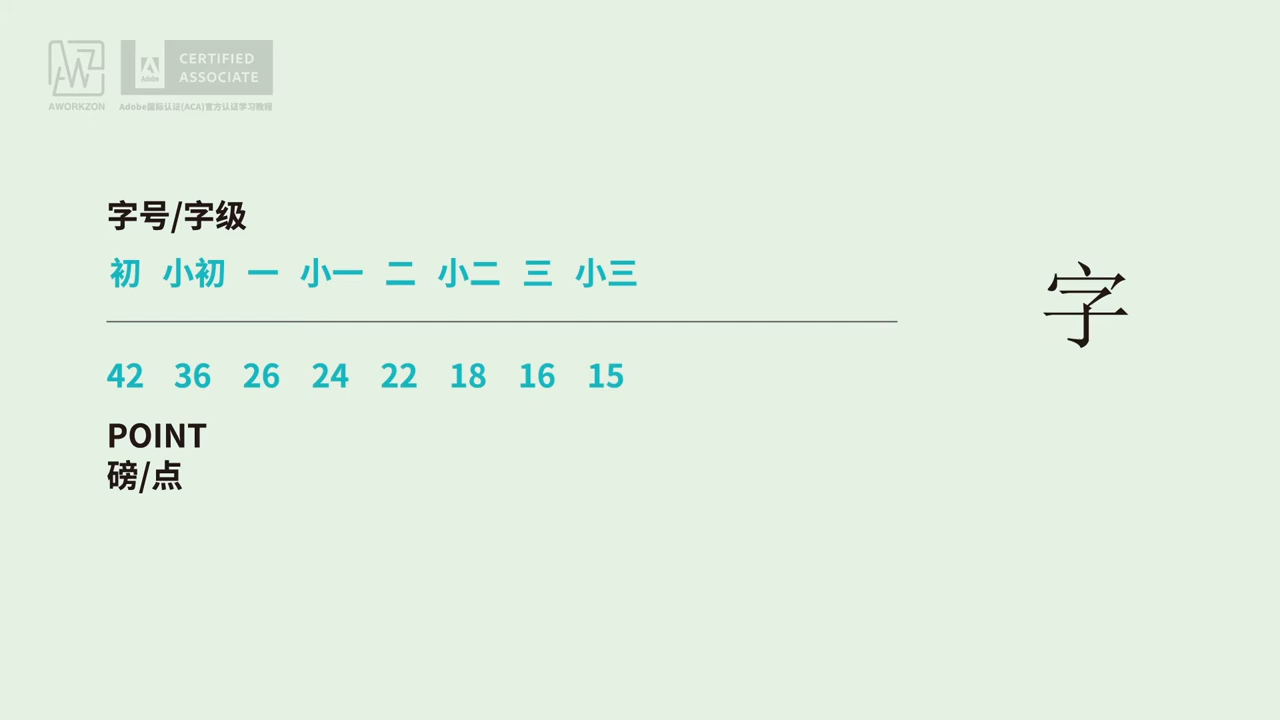 AWORKZON
Adobe
CERTIFIED
ASSOCIATE
Adobe国际认证(ACA)官方认证学习教程
字号/字级
初 小初 一 小一 二 小二 三 小三
字
42 36 26 24 22 18 16 15
POINT
磅/点